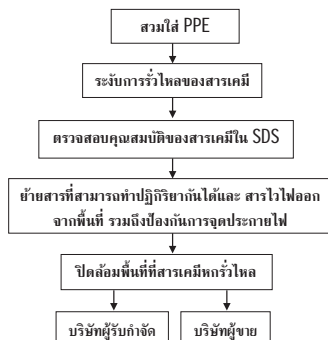 สวมใส่ PPE
ระงับการรั่วไหลของสารเคมี
ตรวจสอบคุณสมบัติของสารเคมีใน SDS
ย้ายสารที่สามารถทำปฏิกิริยากันได้และ สารไวไฟออก
จากพื้นที่ รวมถึงป้องกันการจุดประกายไฟ
ปิดล้อมพื้นที่ที่สารเคมีหกรั่วไหล
บริษัทผู้รับกำจัด
บริษัทผู้ขาย